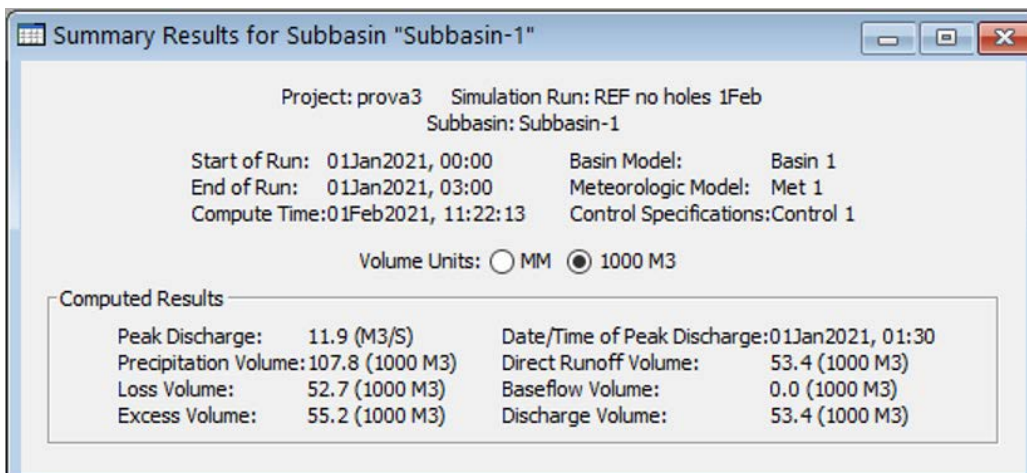 Summary Results for Subbasin "Subbasin-1"
Project: prova3 Simulation Run: REF no holes 1Feb
Subbasin: Subbasin-1
Start of Run: 01Jan2021, 00:00 Basin Model: Basin 1
End of Run: 01Jan2021, 03:00 Meteorologic Model: Met 1
Compute Time:01Feb2021, 11:22:13 Control Specifications:Control 1
Volume Units: MM 1000 M3
Computed Results
Peak Discharge: 11.9 (M3/S) Date/Time of Peak Discharge:01Jan2021, 01:30
Precipitation Volume:107.8 (1000 M3) Direct Runoff Volume: 53.4 (1000 M3)
Loss Volume: 52.7 (1000 M3) Baseflow Volume: 0.0 (1000 M3)
Excess Volume: 55.2 (1000 M3) Discharge Volume: 53.4 (1000 M3)